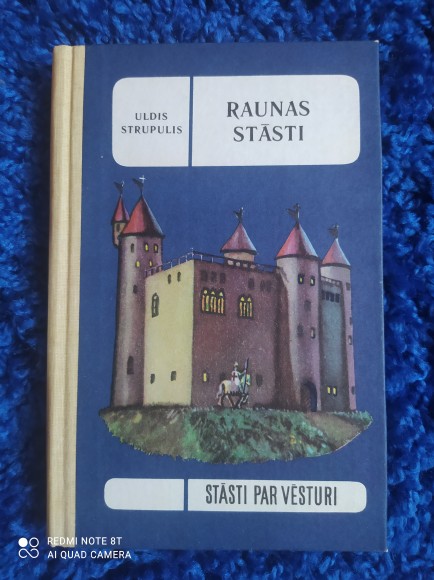 ULDIS
STRUPULIS
RAUNAS
STĀSTI
STĀSTI PAR VĒSTURI
REDMI NOTE 8T
AI QUAD CAMERA